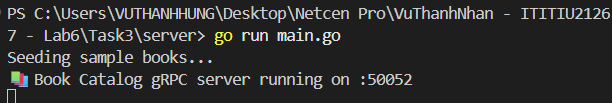 PS C:\Users\VUTHANHHUNG\Desktop\Netcen Pro\VuThanhNhan - ITITIU2126
7 - Lab6\Task3\server> go run main.go
Seeding sample books...
📚 Book Catalog gRPC server running on :50052